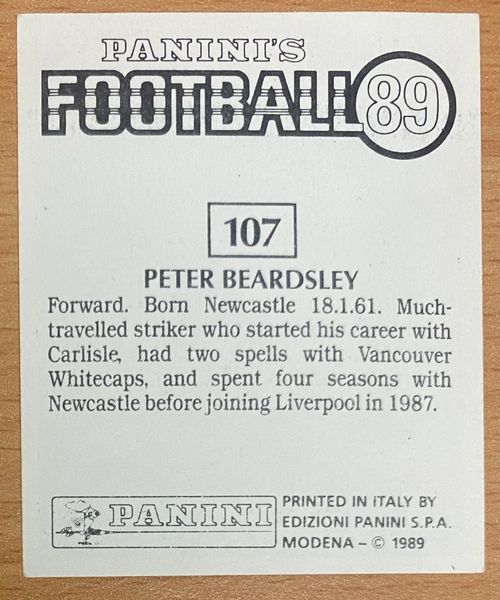 PANINI'S
FOOTBALL 89
107
PETER BEARDSLEY
Forward. Born Newcastle 18.1.61. Much-
travelled striker who started his career with
Carlisle, had two spells with Vancouver
Whitecaps, and spent four seasons with
Newcastle before joining Liverpool in 1987.
PANINI
PRINTED IN ITALY BY
EDIZIONI PANINI S.P.A.
MODENA – © 1989